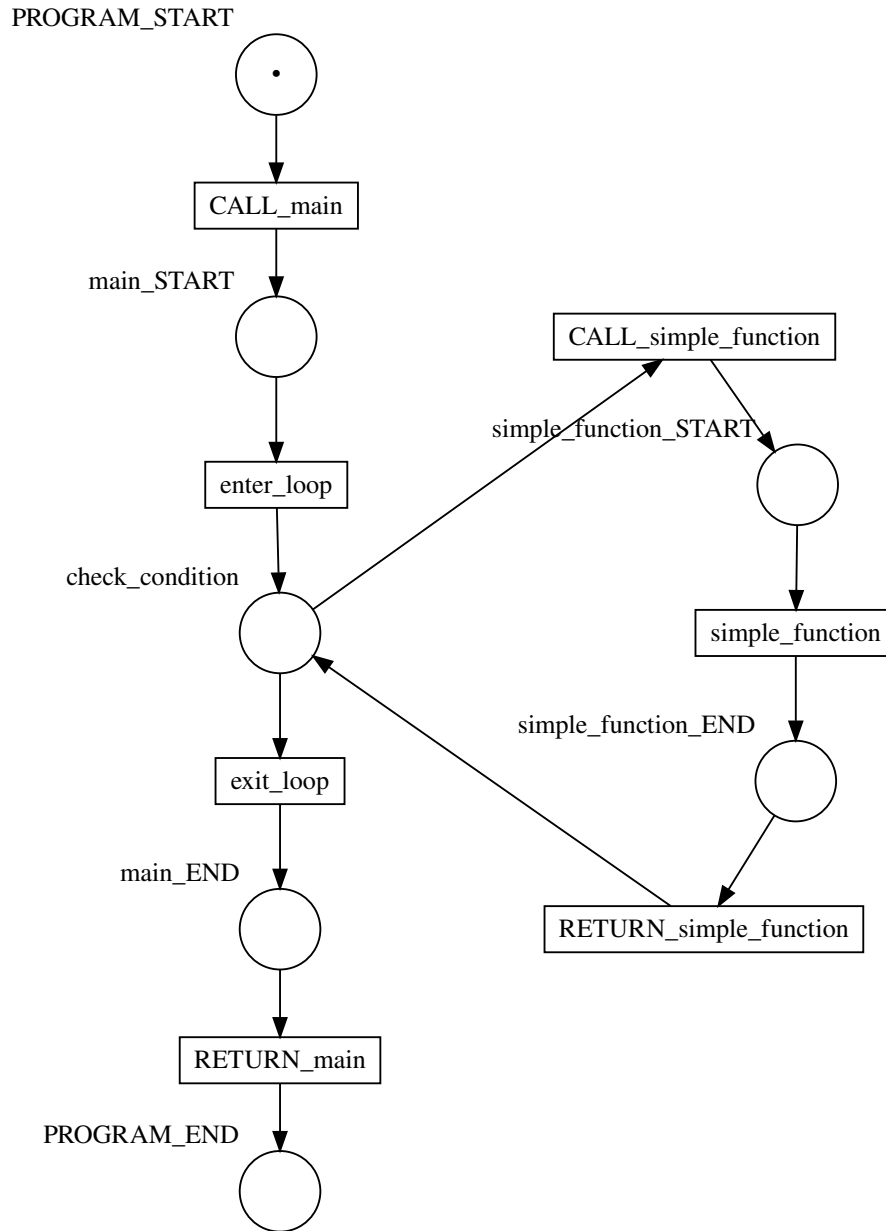 PROGRAM_START
CALL_main
main_START
CALL_simple_function
simple_function_START
enter_loop
check_condition
simple_function
simple_function_END
exit_loop
main_END
RETURN_simple_function
RETURN_main
PROGRAM_END